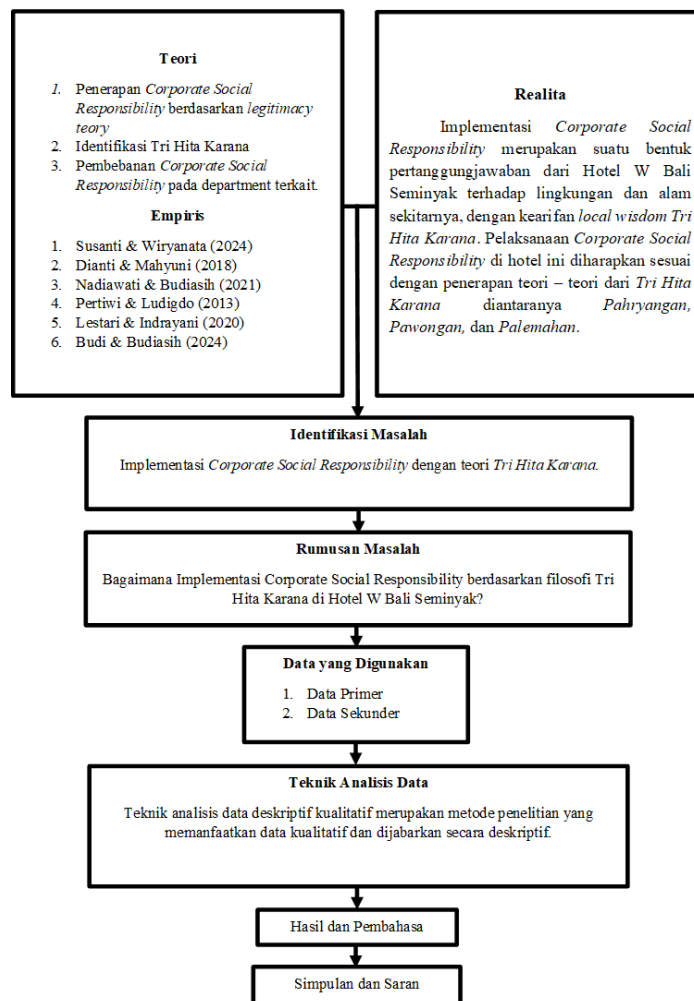 Teori
1. Penerapan Corporate Social
Responsibility berdasarkan legitimacy
teory
2. Identifikasi Tri Hita Karana
3. Pembebanan Corporate Social
Responsibility pada department terkait.
Empiris
1. Susanti & Wiryanata (2024)
2. Dianti & Mahyuni (2018)
3. Nadiawati & Budiasih (2021)
4. Pertiwi & Ludigdo (2013)
5. Lestari & Indrayani (2020)
6. Budi & Budiasih (2024)
Realita
Implementasi Corporate Social
Responsibility merupakan suatu bentuk
pertanggungjawaban dari Hotel W Bali
Seminyak terhadap lingkungan dan alam
sekitarnya, dengan kearifan local wisdom Tri
Hita Karana. Pelaksanaan Corporate Social
Responsibility di hotel ini diharapkan sesuai
dengan penerapan teori – teori dari Tri Hita
Karana diantaranya Pahryangan,
Pawongan, dan Palemahan.
Identifikasi Masalah
Implementasi Corporate Social Responsibility dengan teori Tri Hita Karana.
Rumusan Masalah
Bagaimana Implementasi Corporate Social Responsibility berdasarkan filosofi Tri
Hita Karana di Hotel W Bali Seminyak?
Data yang Digunakan
1. Data Primer
2. Data Sekunder
Teknik Analisis Data
Teknik analisis data deskriptif kualitatif merupakan metode penelitian yang
memanfaatkan data kualitatif dan dijabarkan secara deskriptif.
Hasil dan Pembahasa
Simpulan dan Saran